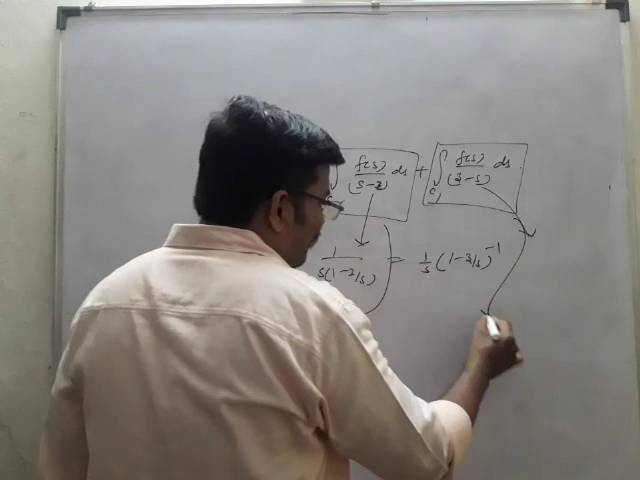 ∫ f(s)/(s-z) ds + ∫_{C₁} f(s)/(z-s) ds
1/s(1-z/s) = 1/s (1-z/s)^{-1}